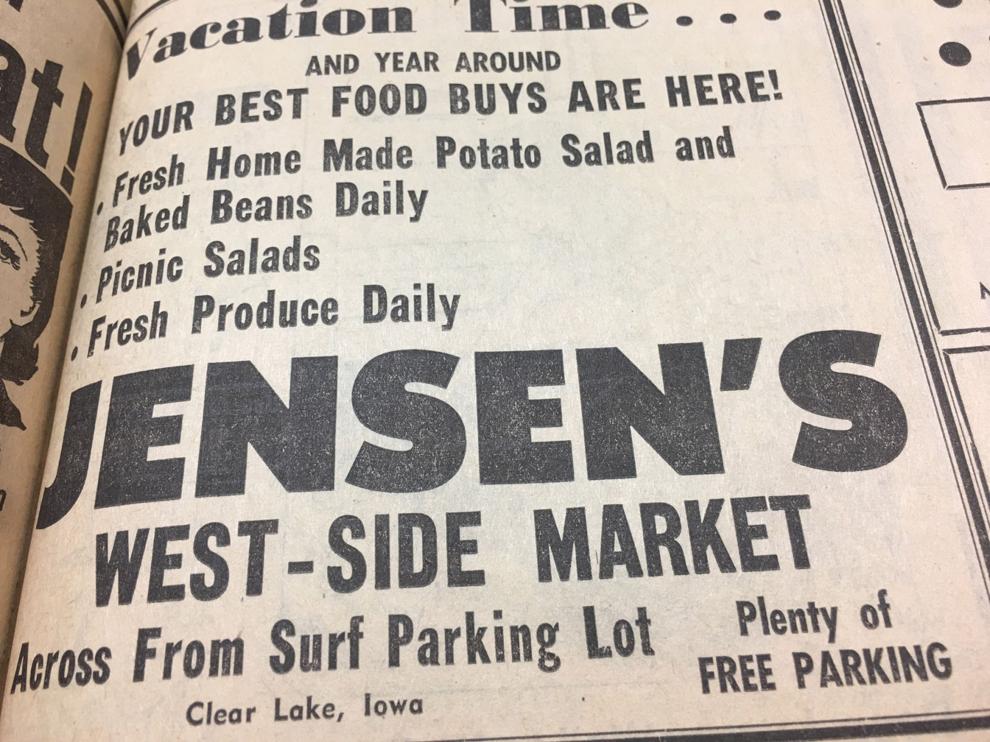 Vacation Time . . .
AND YEAR AROUND
YOUR BEST FOOD BUYS ARE HERE!
• Fresh Home Made Potato Salad and
Baked Beans Daily
• Picnic Salads
• Fresh Produce Daily
JENSEN'S
WEST-SIDE MARKET
Across From Surf Parking Lot
Plenty of
FREE PARKING
Clear Lake, Iowa